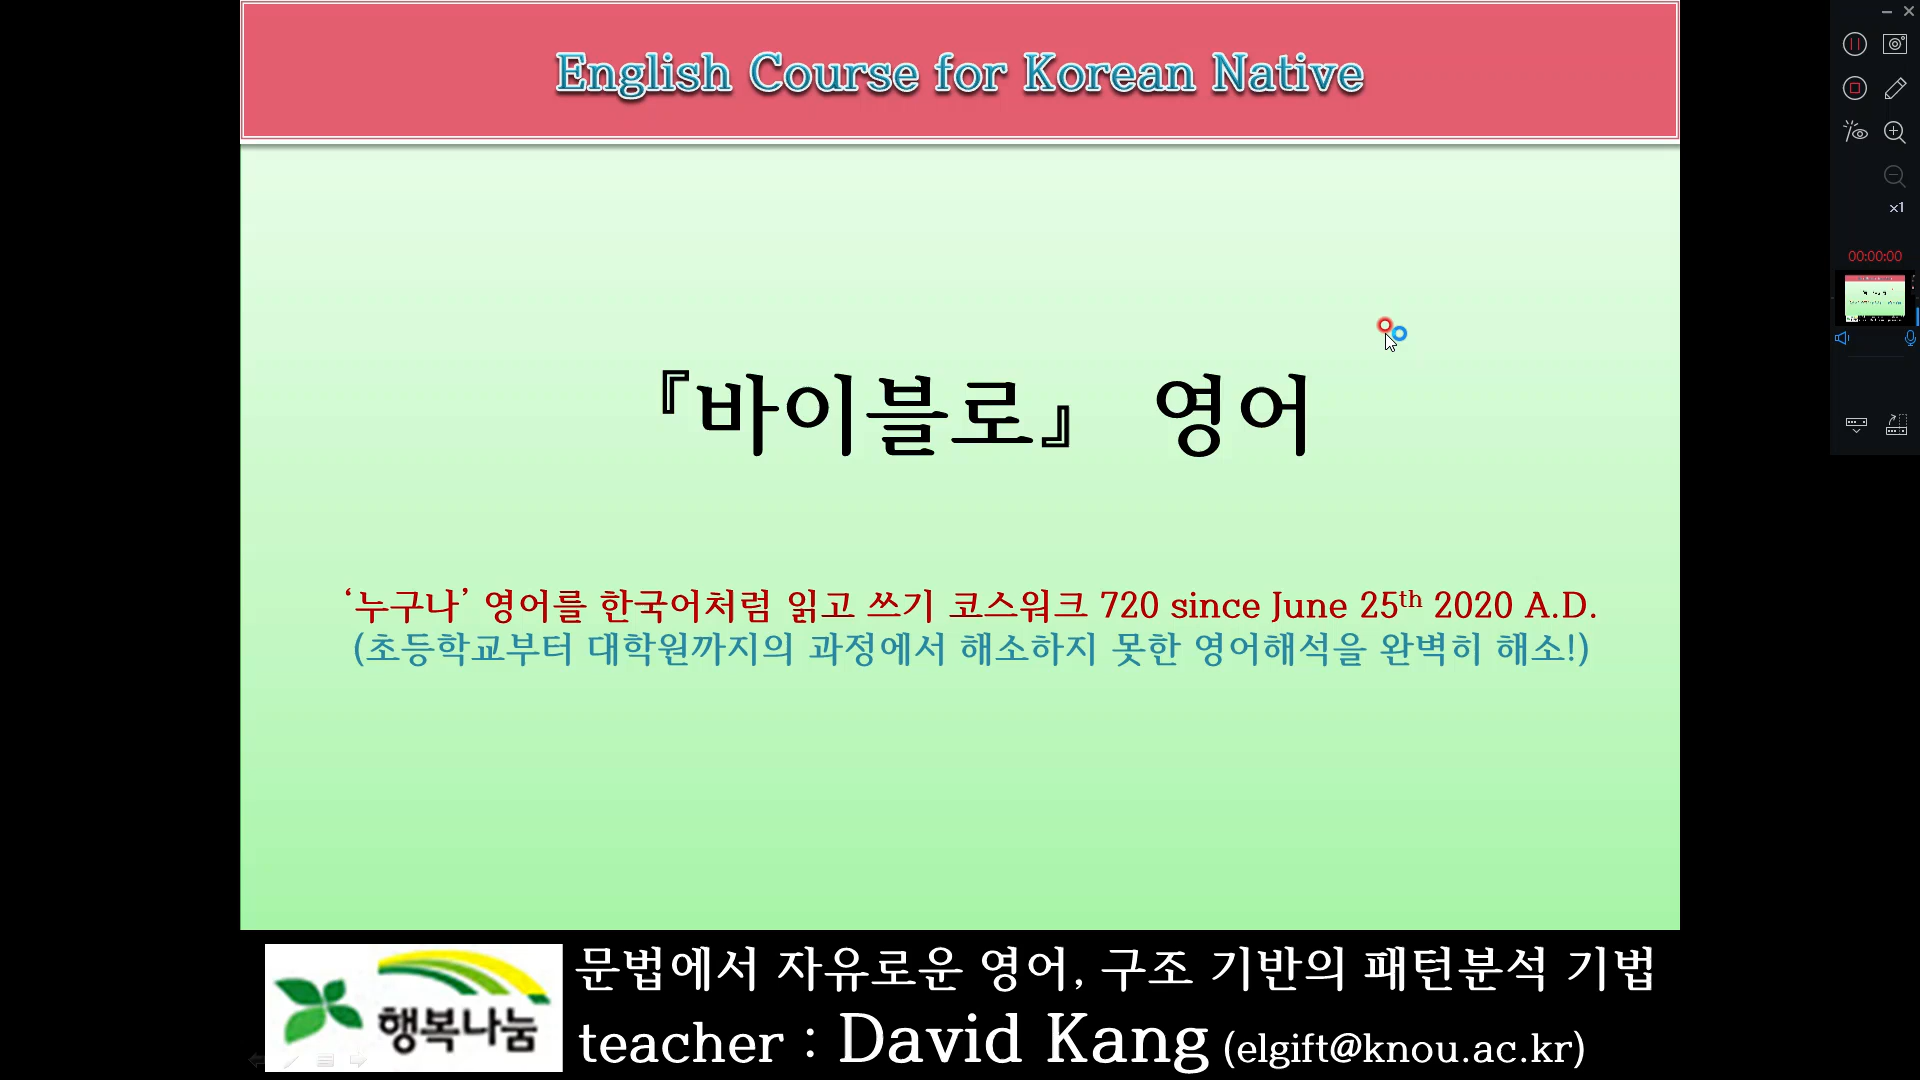 English Course for Korean Native
『바이블로』 영어
‘누구나’ 영어를 한국어처럼 읽고 쓰기 코스워크 720 since June 25th 2020 A.D.
(초등학교부터 대학원까지의 과정에서 해소하지 못한 영어해석을 완벽히 해소!)
행복나눔
문법에서 자유로운 영어, 구조 기반의 패턴분석 기법
teacher : David Kang (elgift@knou.ac.kr)
x1
00:00:00